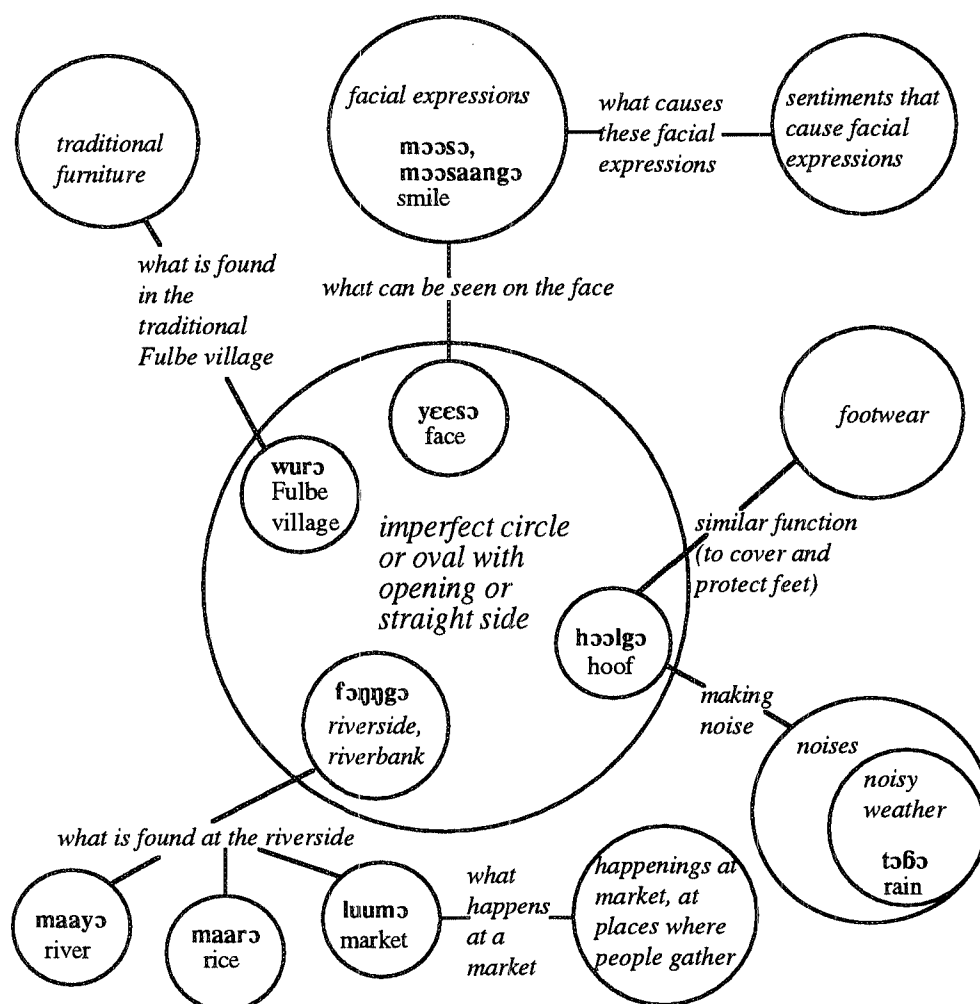 facial expressions
mɔɔsɔ,
mɔɔsaangɔ
smile
what causes
these facial
expressions
sentiments that
cause facial
expressions
traditional
furniture
what is found
in the
traditional
Fulbe village
what can be seen on the face
yɛɛsɔ
face
wurɔ
Fulbe
village
imperfect circle
or oval with
opening or
straight side
footwear
similar function
(to cover and
protect feet)
hɔɔlgɔ
hoof
making
noise
noises
noisy
weather
tɔɓɔ
rain
fɔŋŋgɔ
riverside,
riverbank
what is found at the riverside
maayɔ
river
maarɔ
rice
luumɔ
market
what
happens
at a
market
happenings at
market, at
places where
people gather